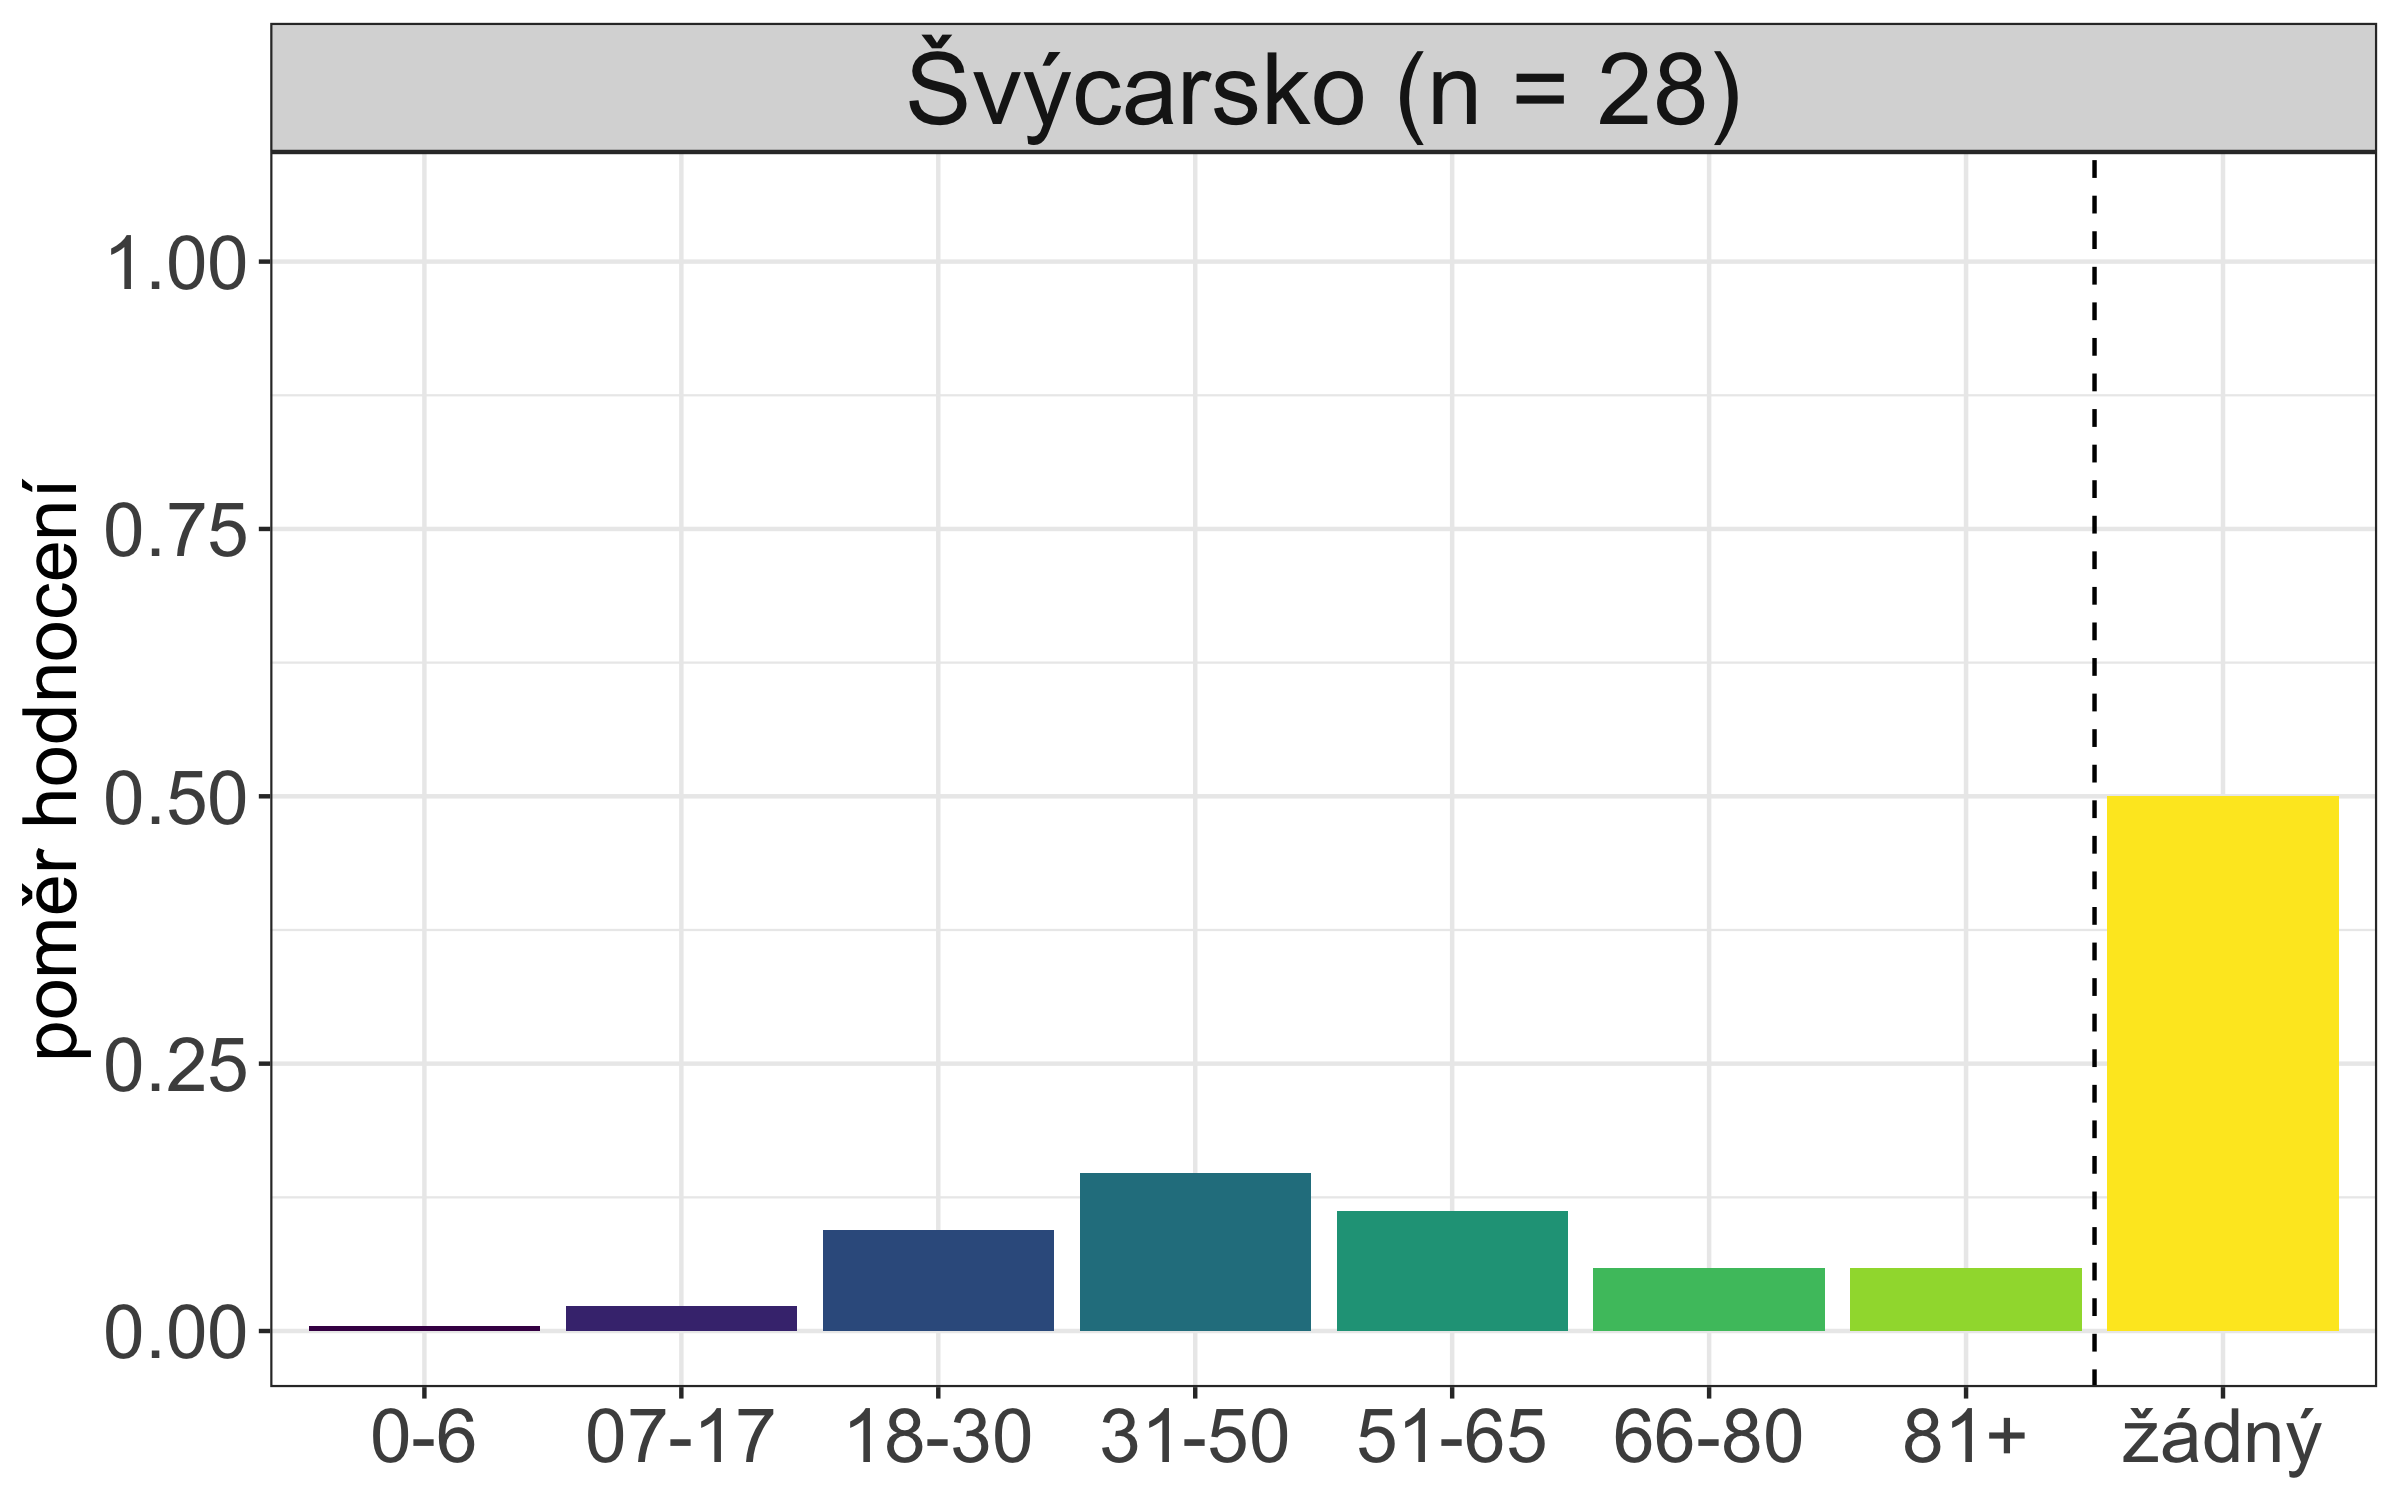 Švýcarsko (n = 28)
poměr hodnocení
1.00
0.75
0.50
0.25
0.00
0-6 07-17 18-30 31-50 51-65 66-80 81+ žádný